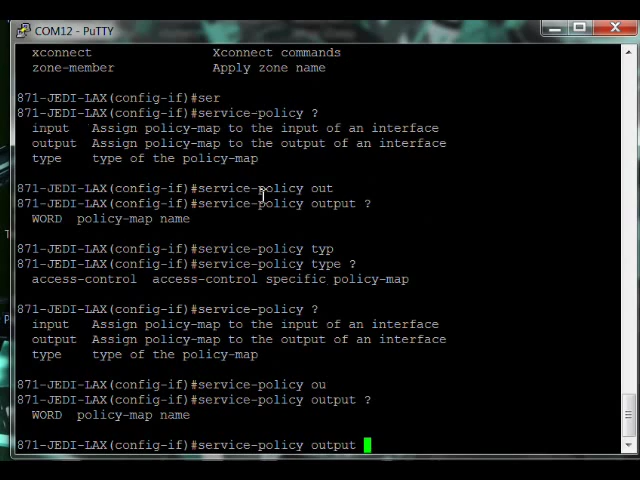 COM12 - PuTTY
xconnect Xconnect commands
zone-member Apply zone name
871-JEDI-LAX(config-if)#ser
871-JEDI-LAX(config-if)#service-policy ?
input Assign policy-map to the input of an interface
output Assign policy-map to the output of an interface
type type of the policy-map
871-JEDI-LAX(config-if)#service-policy out
871-JEDI-LAX(config-if)#service-policy output ?
WORD policy-map name
871-JEDI-LAX(config-if)#service-policy typ
871-JEDI-LAX(config-if)#service-policy type ?
access-control access-control specific policy-map
871-JEDI-LAX(config-if)#service-policy ?
input Assign policy-map to the input of an interface
output Assign policy-map to the output of an interface
type type of the policy-map
871-JEDI-LAX(config-if)#service-policy ou
871-JEDI-LAX(config-if)#service-policy output ?
WORD policy-map name
871-JEDI-LAX(config-if)#service-policy output